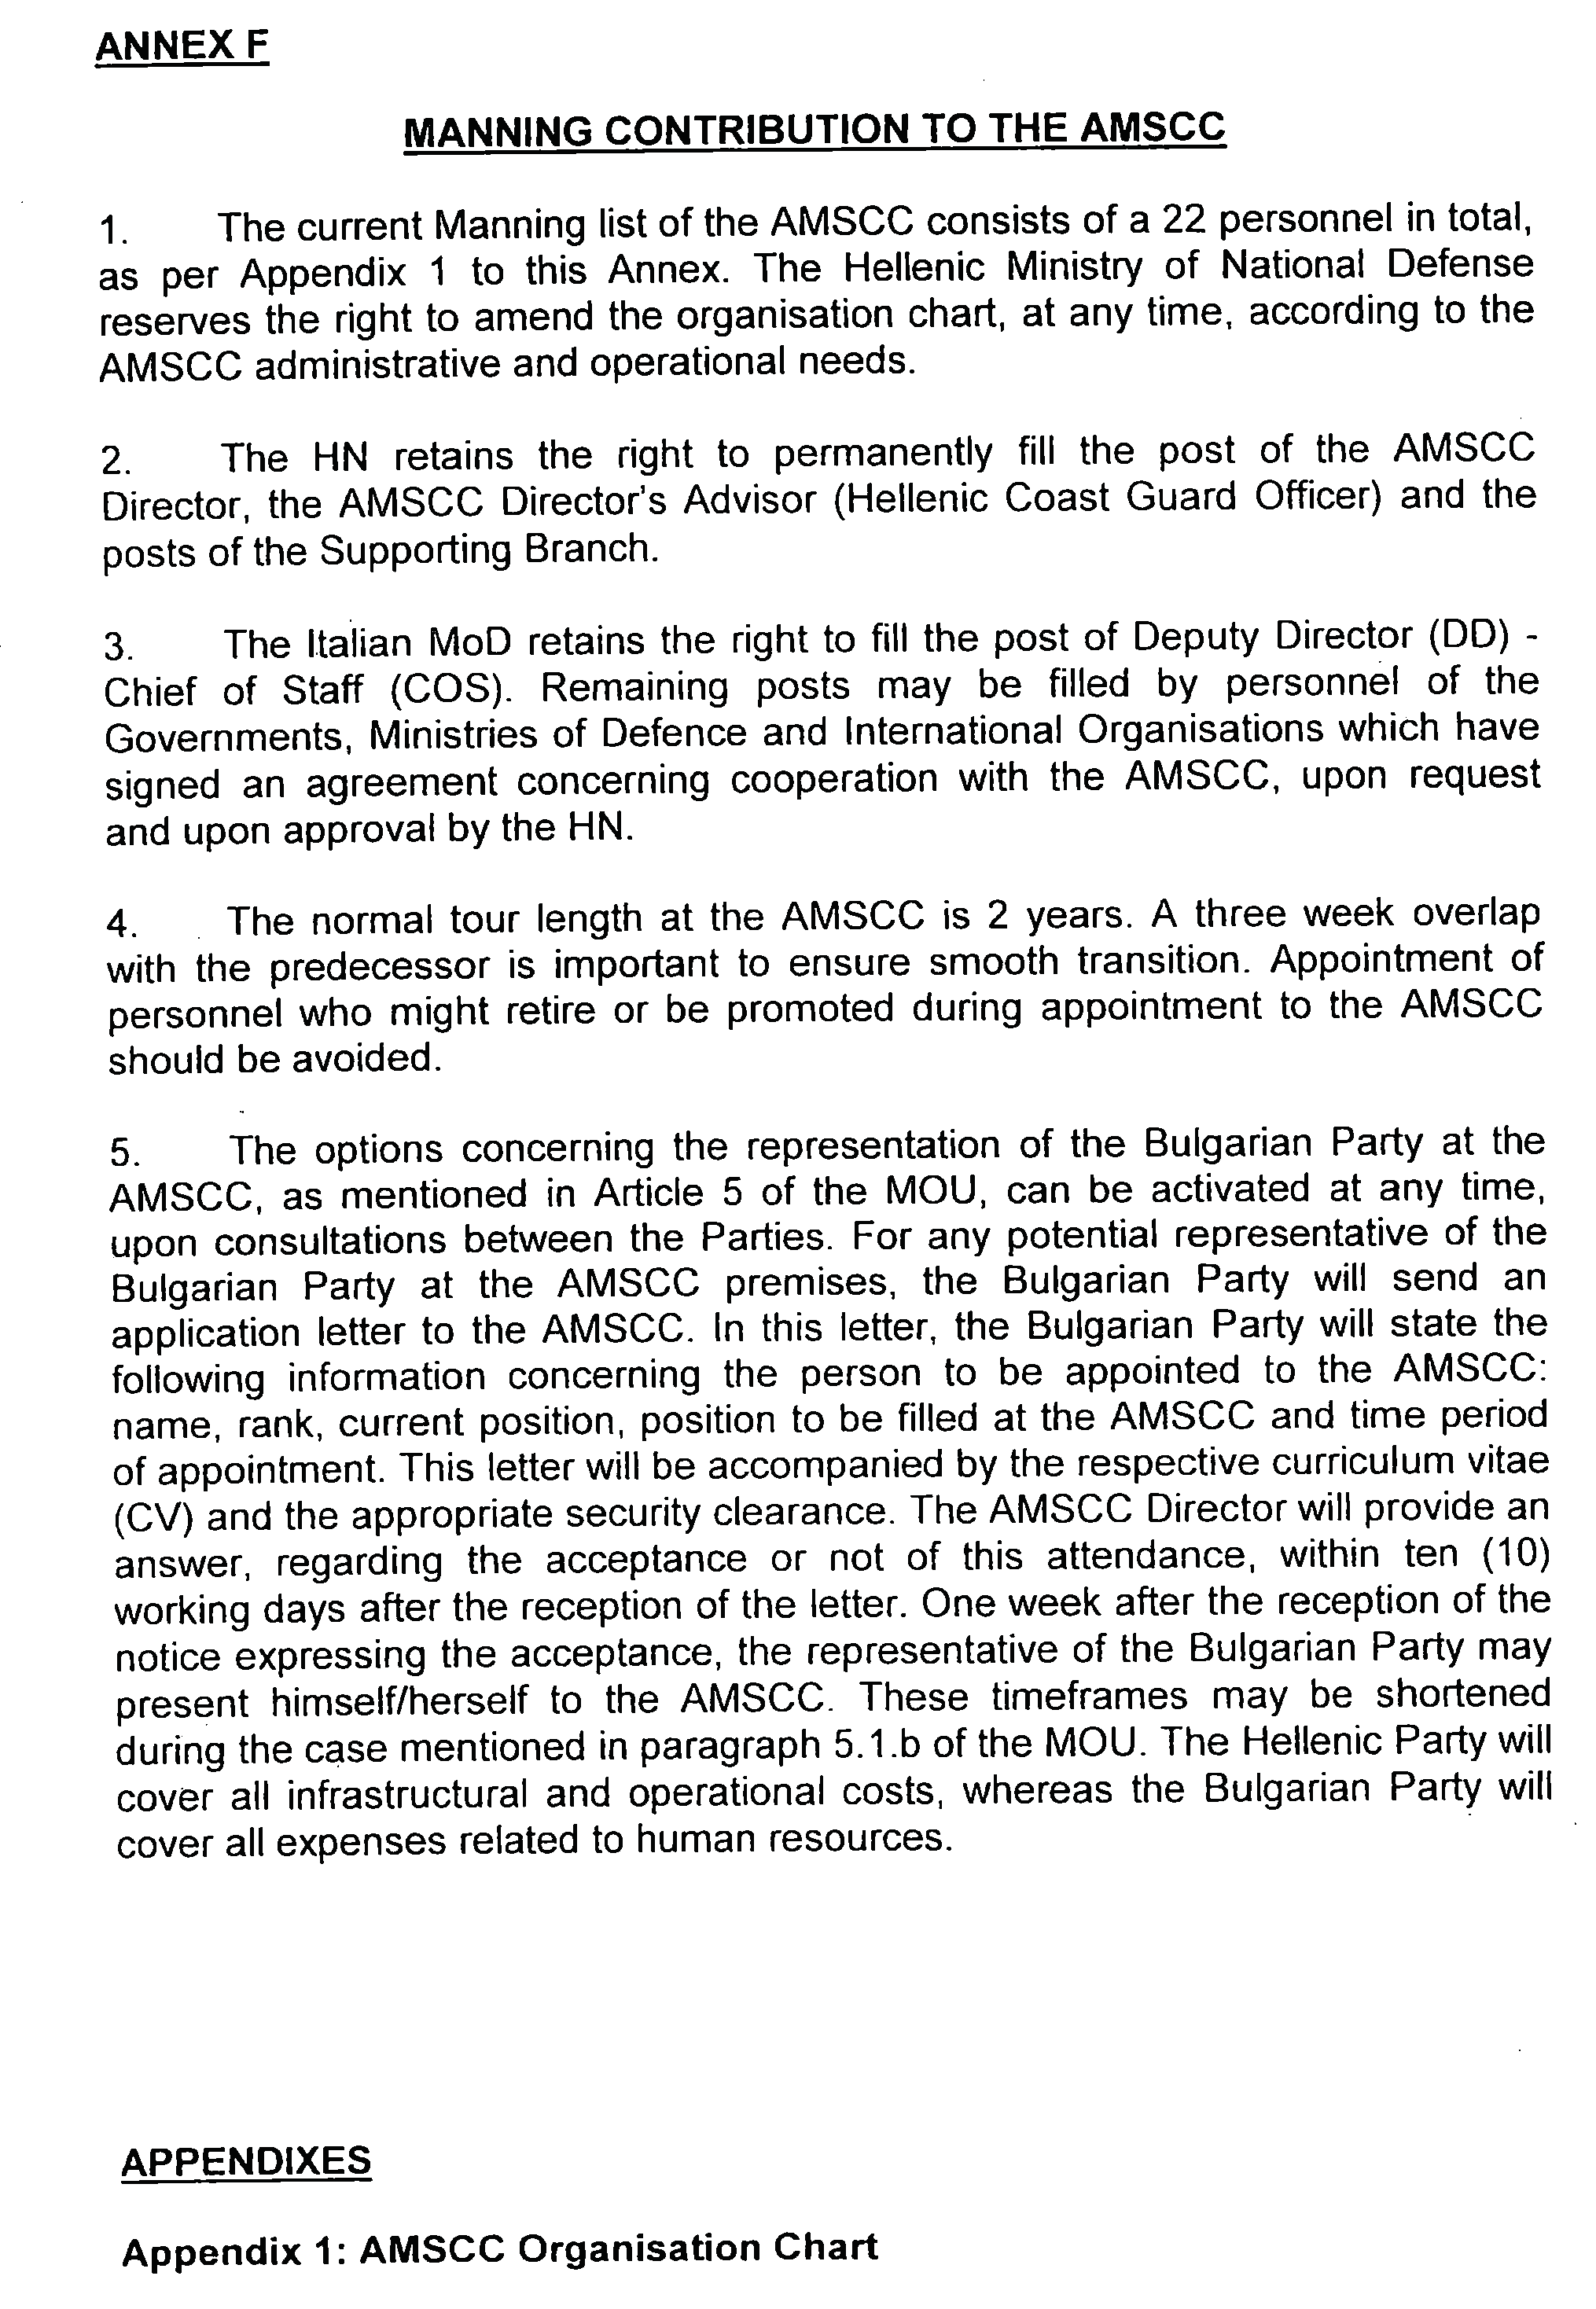 ANNEX F
MANNING CONTRIBUTION TO THE AMSCC
1. The current Manning list of the AMSCC consists of a 22 personnel in total,
as per Appendix 1 to this Annex. The Hellenic Ministry of National Defense
reserves the right to amend the organisation chart, at any time, according to the
AMSCC administrative and operational needs.
2. The HN retains the right to permanently fill the post of the AMSCC
Director, the AMSCC Director's Advisor (Hellenic Coast Guard Officer) and the
posts of the Supporting Branch.
3. The Italian MoD retains the right to fill the post of Deputy Director (DD) -
Chief of Staff (COS). Remaining posts may be filled by personnel of the
Governments, Ministries of Defence and International Organisations which have
signed an agreement concerning cooperation with the AMSCC, upon request
and upon approval by the HN.
4. The normal tour length at the AMSCC is 2 years. A three week overlap
with the predecessor is important to ensure smooth transition. Appointment of
personnel who might retire or be promoted during appointment to the AMSCC
should be avoided.
5. The options concerning the representation of the Bulgarian Party at the
AMSCC, as mentioned in Article 5 of the MOU, can be activated at any time,
upon consultations between the Parties. For any potential representative of the
Bulgarian Party at the AMSCC premises, the Bulgarian Party will send an
application letter to the AMSCC. In this letter, the Bulgarian Party will state the
following information concerning the person to be appointed to the AMSCC:
name, rank, current position, position to be filled at the AMSCC and time period
of appointment. This letter will be accompanied by the respective curriculum vitae
(CV) and the appropriate security clearance. The AMSCC Director will provide an
answer, regarding the acceptance or not of this attendance, within ten (10)
working days after the reception of the letter. One week after the reception of the
notice expressing the acceptance, the representative of the Bulgarian Party may
present himself/herself to the AMSCC. These timeframes may be shortened
during the case mentioned in paragraph 5.1.b of the MOU. The Hellenic Party will
cover all infrastructural and operational costs, whereas the Bulgarian Party will
cover all expenses related to human resources.
APPENDIXES
Appendix 1: AMSCC Organisation Chart